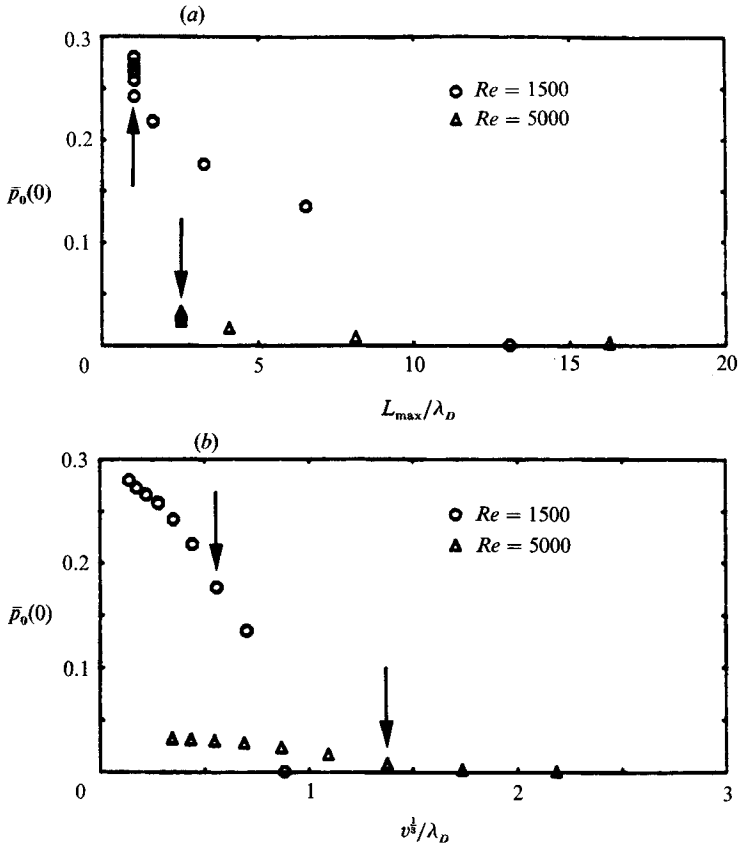 (a)
0.3
0.2
0.1
0
p̄₀(0)
Re = 1500
Re = 5000
5
10
15
20
L_max/λ_D
(b)
0.3
0.2
0.1
0
p̄₀(0)
Re = 1500
Re = 5000
1
2
3
v^⅓/λ_D